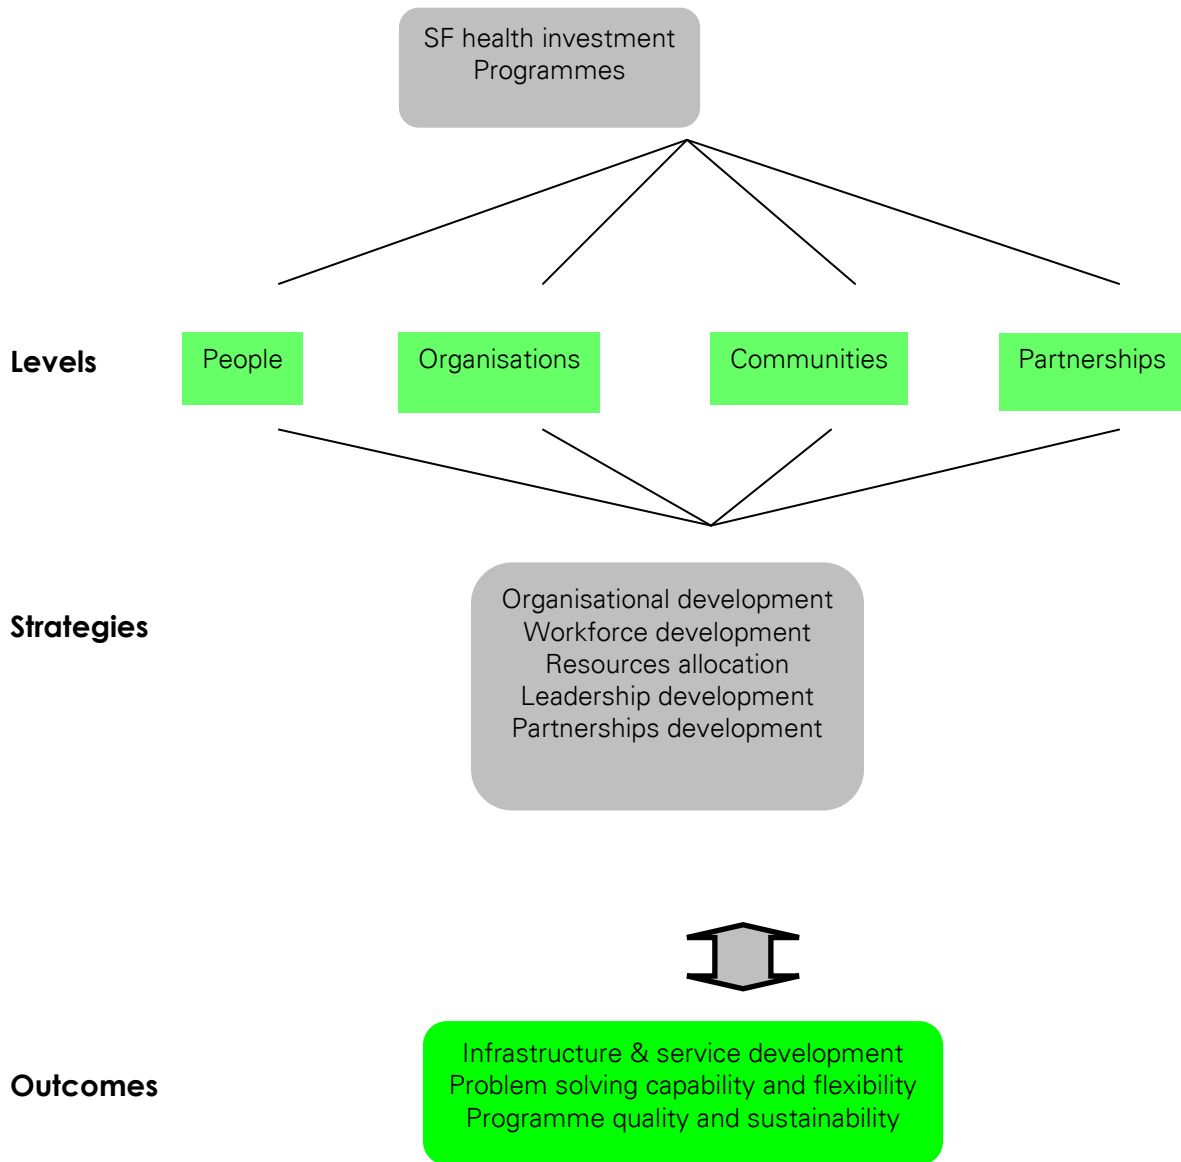 SF health investment
Programmes
Levels
People
Organisations
Communities
Partnerships
Strategies
Organisational development
Workforce development
Resources allocation
Leadership development
Partnerships development
Outcomes
Infrastructure & service development
Problem solving capability and flexibility
Programme quality and sustainability